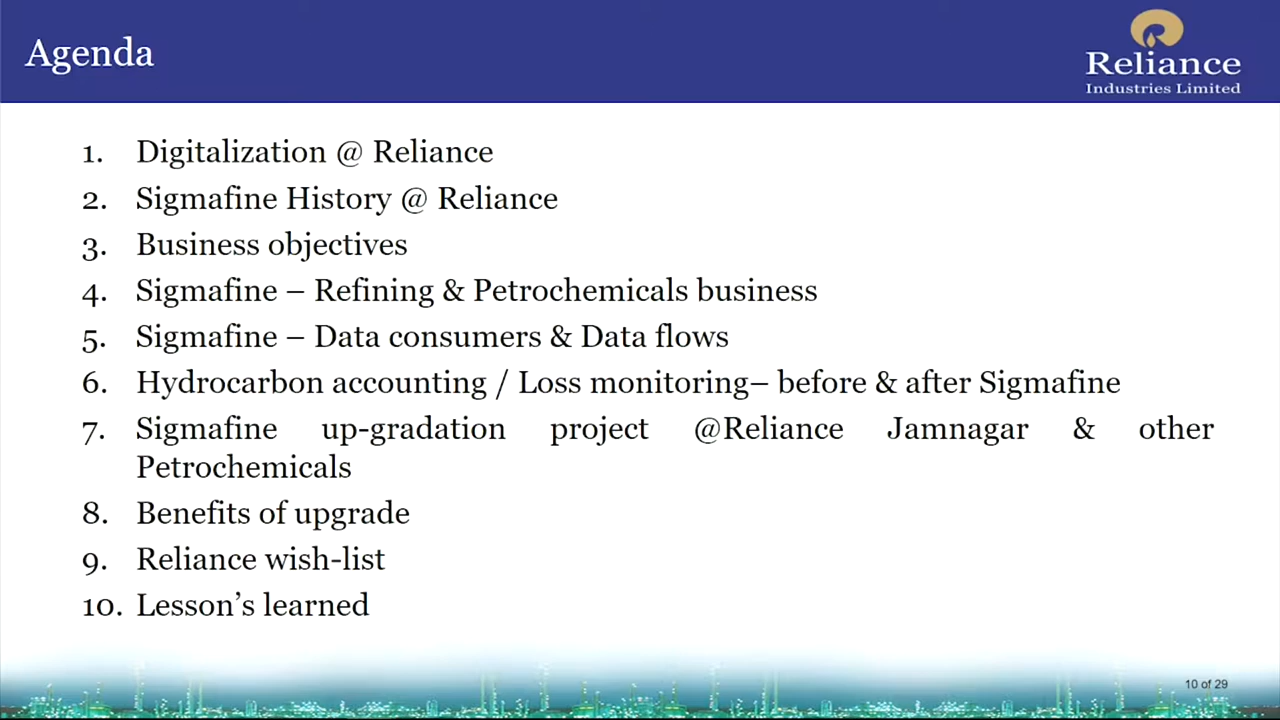 Agenda
Reliance
Industries Limited
1. Digitalization @ Reliance
2. Sigmafine History @ Reliance
3. Business objectives
4. Sigmafine – Refining & Petrochemicals business
5. Sigmafine – Data consumers & Data flows
6. Hydrocarbon accounting / Loss monitoring– before & after Sigmafine
7. Sigmafine up-gradation project @Reliance Jamnagar & other
Petrochemicals
8. Benefits of upgrade
9. Reliance wish-list
10. Lesson’s learned
10 of 29